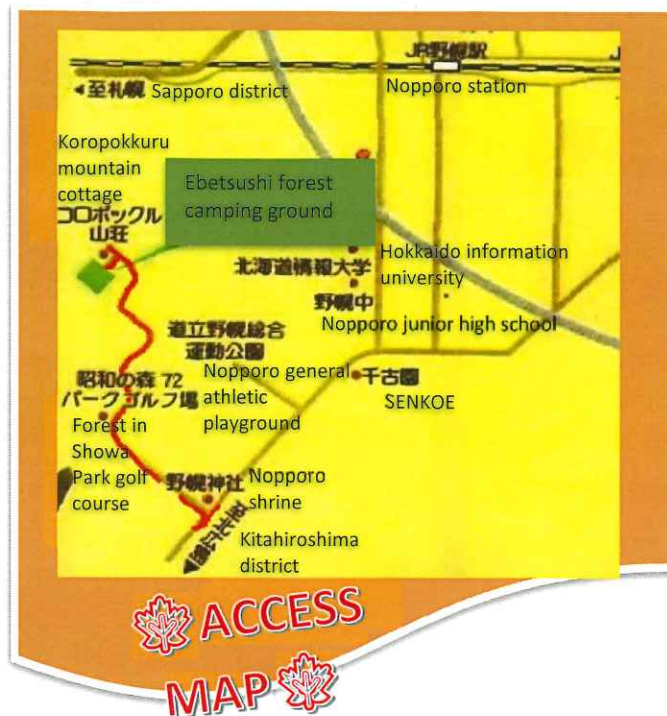 JR野幌駅
◀至札幌 Sapporo district
Nopporo station
Koropokkuru
mountain
cottage
コロポックル
山荘
Ebetsushi forest
camping ground
北海道情報大学
Hokkaido information
university
野幌中
Nopporo junior high school
道立野幌総合
運動公園
Nopporo general
athletic
playground
千古園
SENKOE
昭和の森 72
パークゴルフ場
Forest in
Showa
Park golf
course
野幌神社
Nopporo
shrine
Kitahiroshima
district
ACCESS
MAP